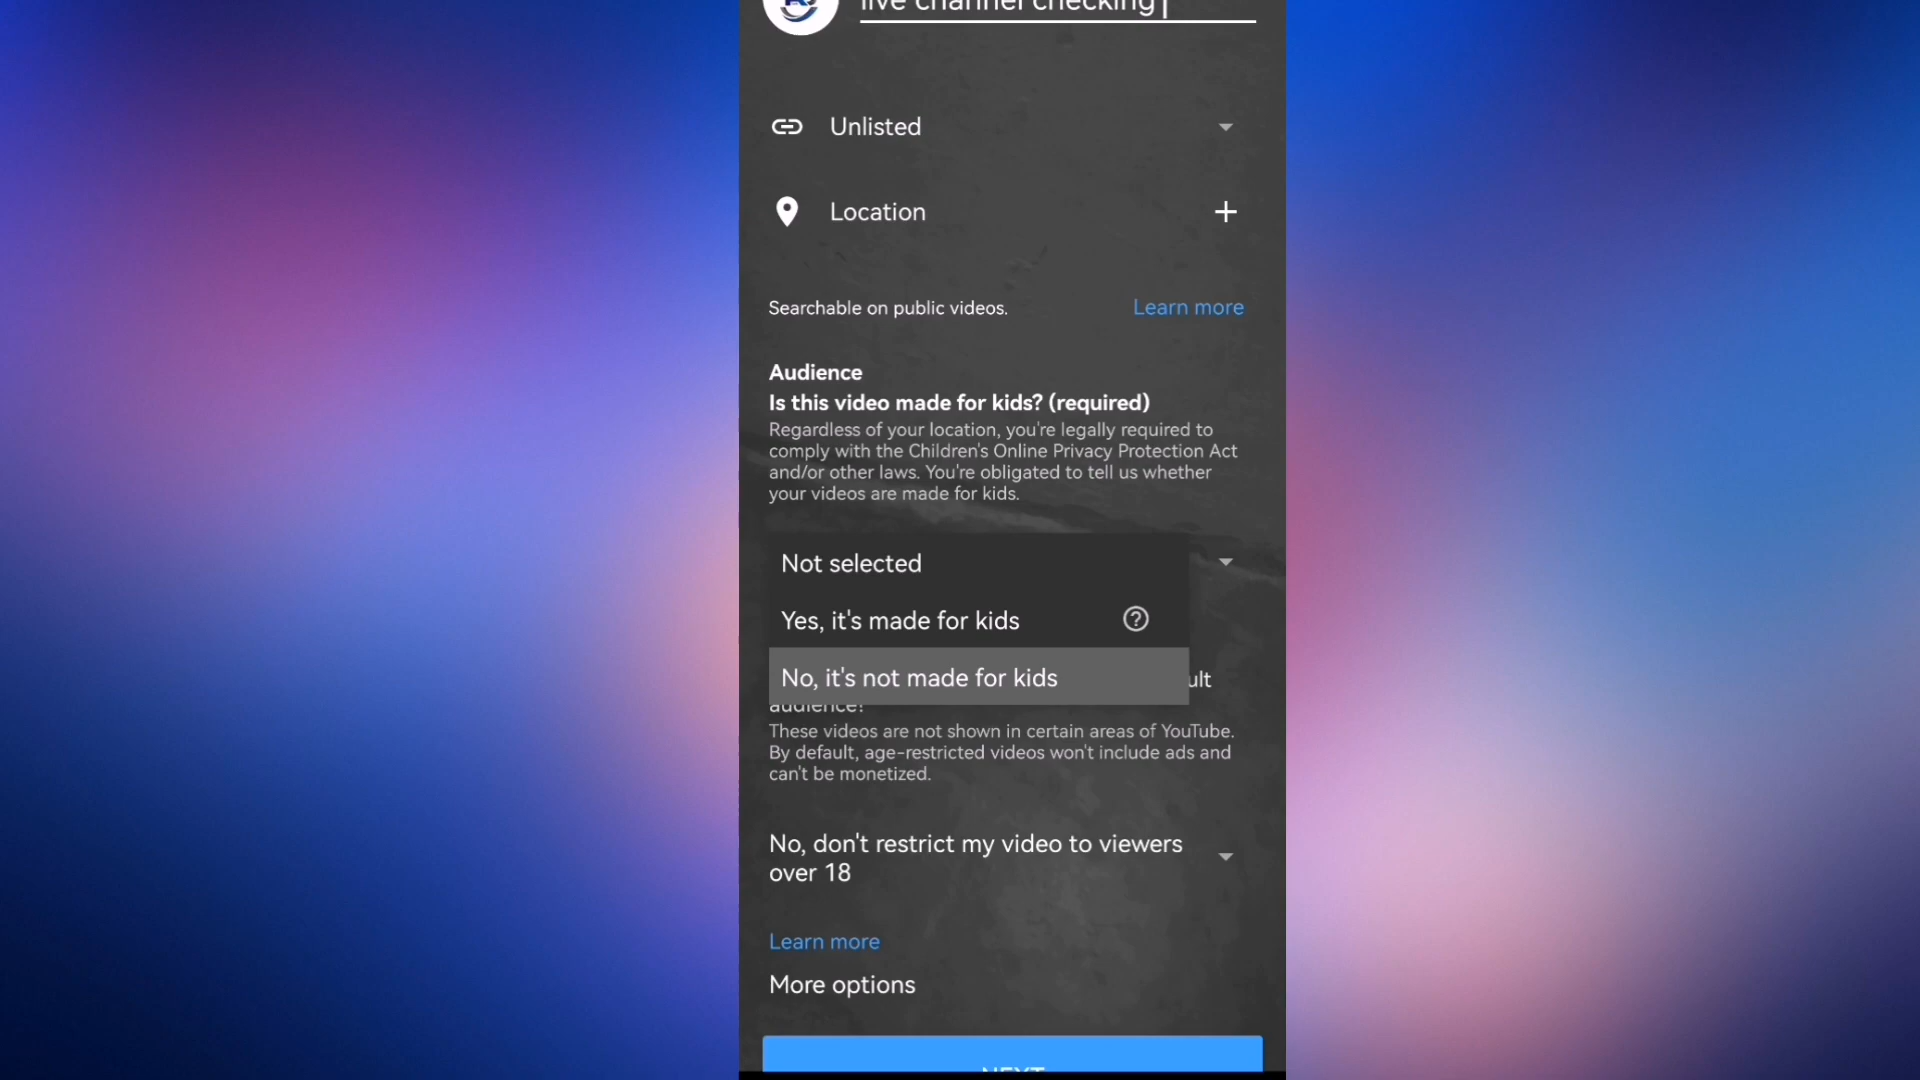 live channel checking
Unlisted
Location
Searchable on public videos.
Learn more
Audience
Is this video made for kids? (required)
Regardless of your location, you're legally required to
comply with the Children's Online Privacy Protection Act
and/or other laws. You're obligated to tell us whether
your videos are made for kids.
Not selected
Yes, it's made for kids
No, it's not made for kids
ult
audience?
These videos are not shown in certain areas of YouTube.
By default, age-restricted videos won't include ads and
can't be monetized.
No, don't restrict my video to viewers
over 18
Learn more
More options
NEXT